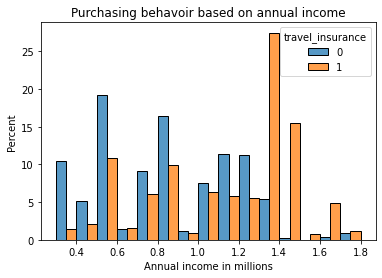 Purchasing behavoir based on annual income
travel_insurance
0
1
Percent
25
20
15
10
5
0
0.4 0.6 0.8 1.0 1.2 1.4 1.6 1.8
Annual income in millions